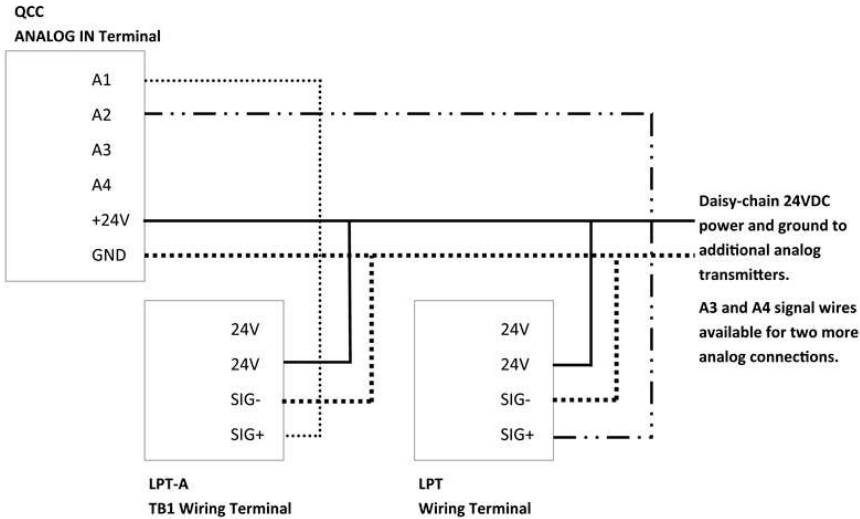 QCC
ANALOG IN Terminal
A1
A2
A3
A4
+24V
GND
Daisy-chain 24VDC
power and ground to
additional analog
transmitters.
A3 and A4 signal wires
available for two more
analog connections.
24V
24V
SIG-
SIG+
LPT-A
TB1 Wiring Terminal
24V
24V
SIG-
SIG+
LPT
Wiring Terminal